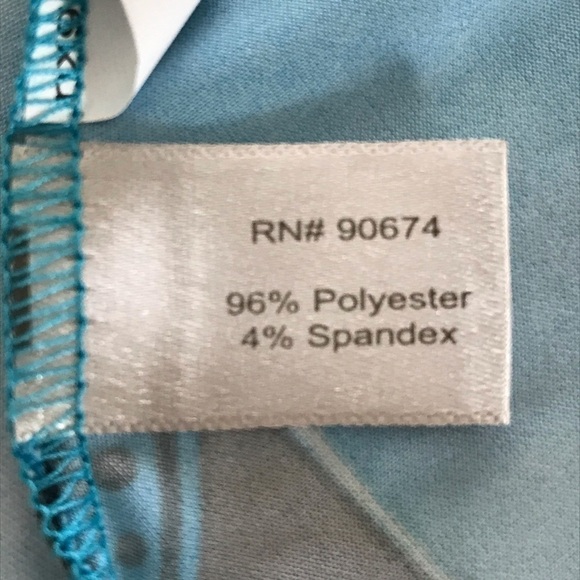 RN# 90674
96% Polyester
4% Spandex